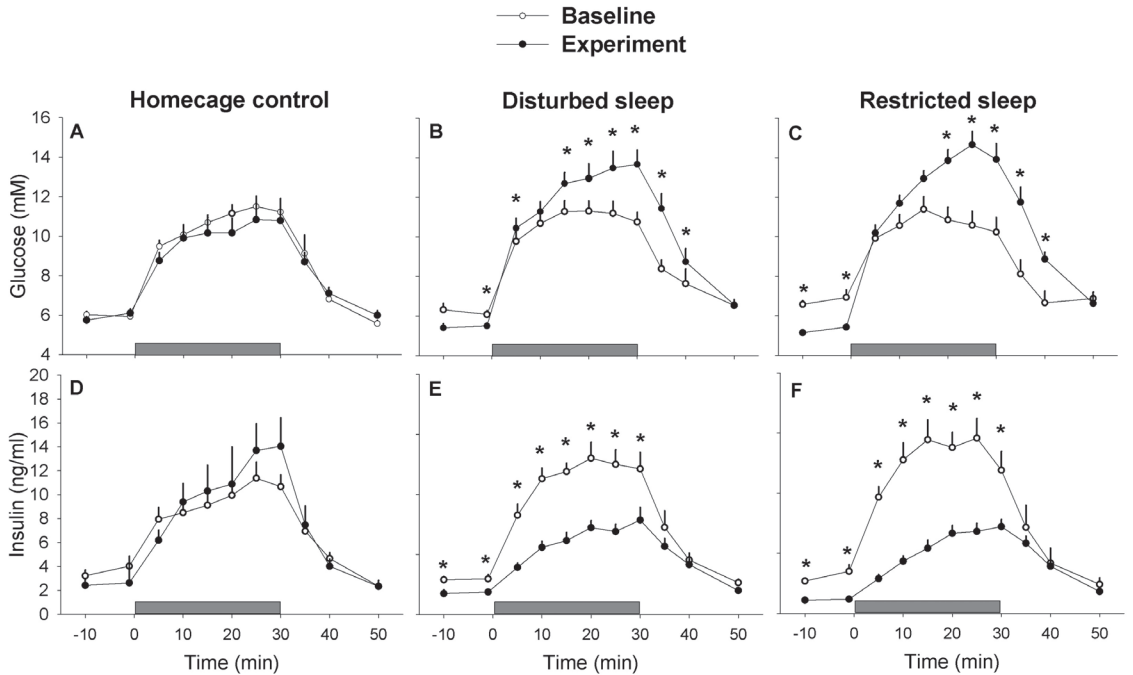 Baseline
Experiment
Homecage control
Disturbed sleep
Restricted sleep
A
B
C
* * * * * * *
* * * * * * *
16
14
12
10
8
6
4
Glucose (mM)
D
E
F
* * * * * * * *
* * * * * * * *
20
18
16
14
12
10
8
6
4
2
0
Insulin (ng/ml)
-10 0 10 20 30 40 50
-10 0 10 20 30 40 50
-10 0 10 20 30 40 50
Time (min)
Time (min)
Time (min)